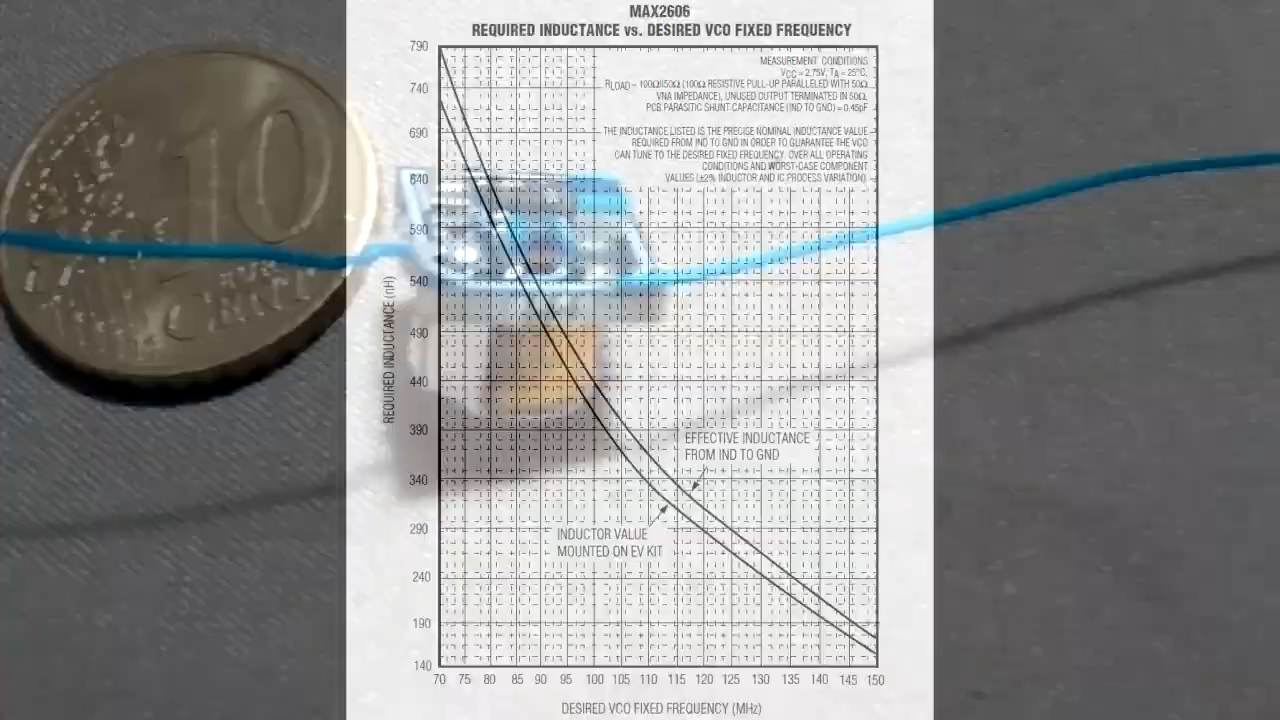 MAX2606
REQUIRED INDUCTANCE vs. DESIRED VCO FIXED FREQUENCY
MEASUREMENT CONDITIONS
VCC = 2.75V, TA = 25°C,
RLOAD – 100Ω||50Ω (100Ω RESISTIVE PULL-UP PARALLELED WITH 50Ω
VNA IMPEDANCE), UNUSED OUTPUT TERMINATED IN 50Ω,
PCB PARASITIC SHUNT CAPACITANCE (IND TO GND) = 0.45pF
THE INDUCTANCE LISTED IS THE PRECISE NOMINAL INDUCTANCE VALUE
REQUIRED FROM IND TO GND IN ORDER TO GUARANTEE THE VCO
CAN TUNE TO THE DESIRED FIXED FREQUENCY OVER ALL OPERATING
CONDITIONS AND WORST-CASE COMPONENT
VALUES (±2% INDUCTOR AND IC PROCESS VARIATION).
790
740
690
640
590
540
490
440
390
340
290
240
190
140
REQUIRED INDUCTANCE (nH)
EFFECTIVE INDUCTANCE
FROM IND TO GND
INDUCTOR VALUE
MOUNTED ON EV KIT
70 75 80 85 90 95 100 105 110 115 120 125 130 135 140 145 150
DESIRED VCO FIXED FREQUENCY (MHz)
10
CENT